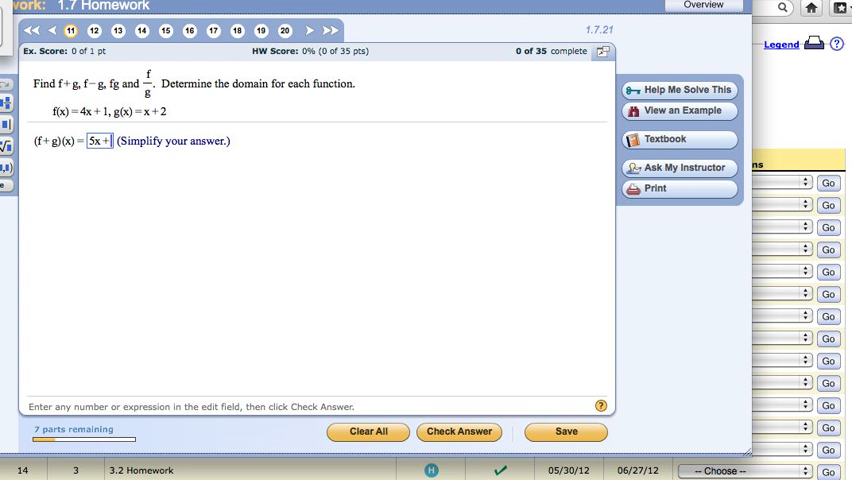 work: 1.7 Homework
Overview
11 12 13 14 15 16 17 18 19 20
1.7.21
Ex. Score: 0 of 1 pt
HW Score: 0% (0 of 35 pts)
0 of 35 complete
Legend
Find f+g, f−g, fg and f/g. Determine the domain for each function.
f(x) = 4x + 1, g(x) = x + 2
(f+g)(x) = 5x + (Simplify your answer.)
Help Me Solve This
View an Example
Textbook
Ask My Instructor
Print
ns
Go
Go
Go
Go
Go
Go
Go
Go
Go
Go
Go
Go
Go
Enter any number or expression in the edit field, then click Check Answer.
?
7 parts remaining
Clear All
Check Answer
Save
14 3 3.2 Homework H 05/30/12 06/27/12 -- Choose -- Go